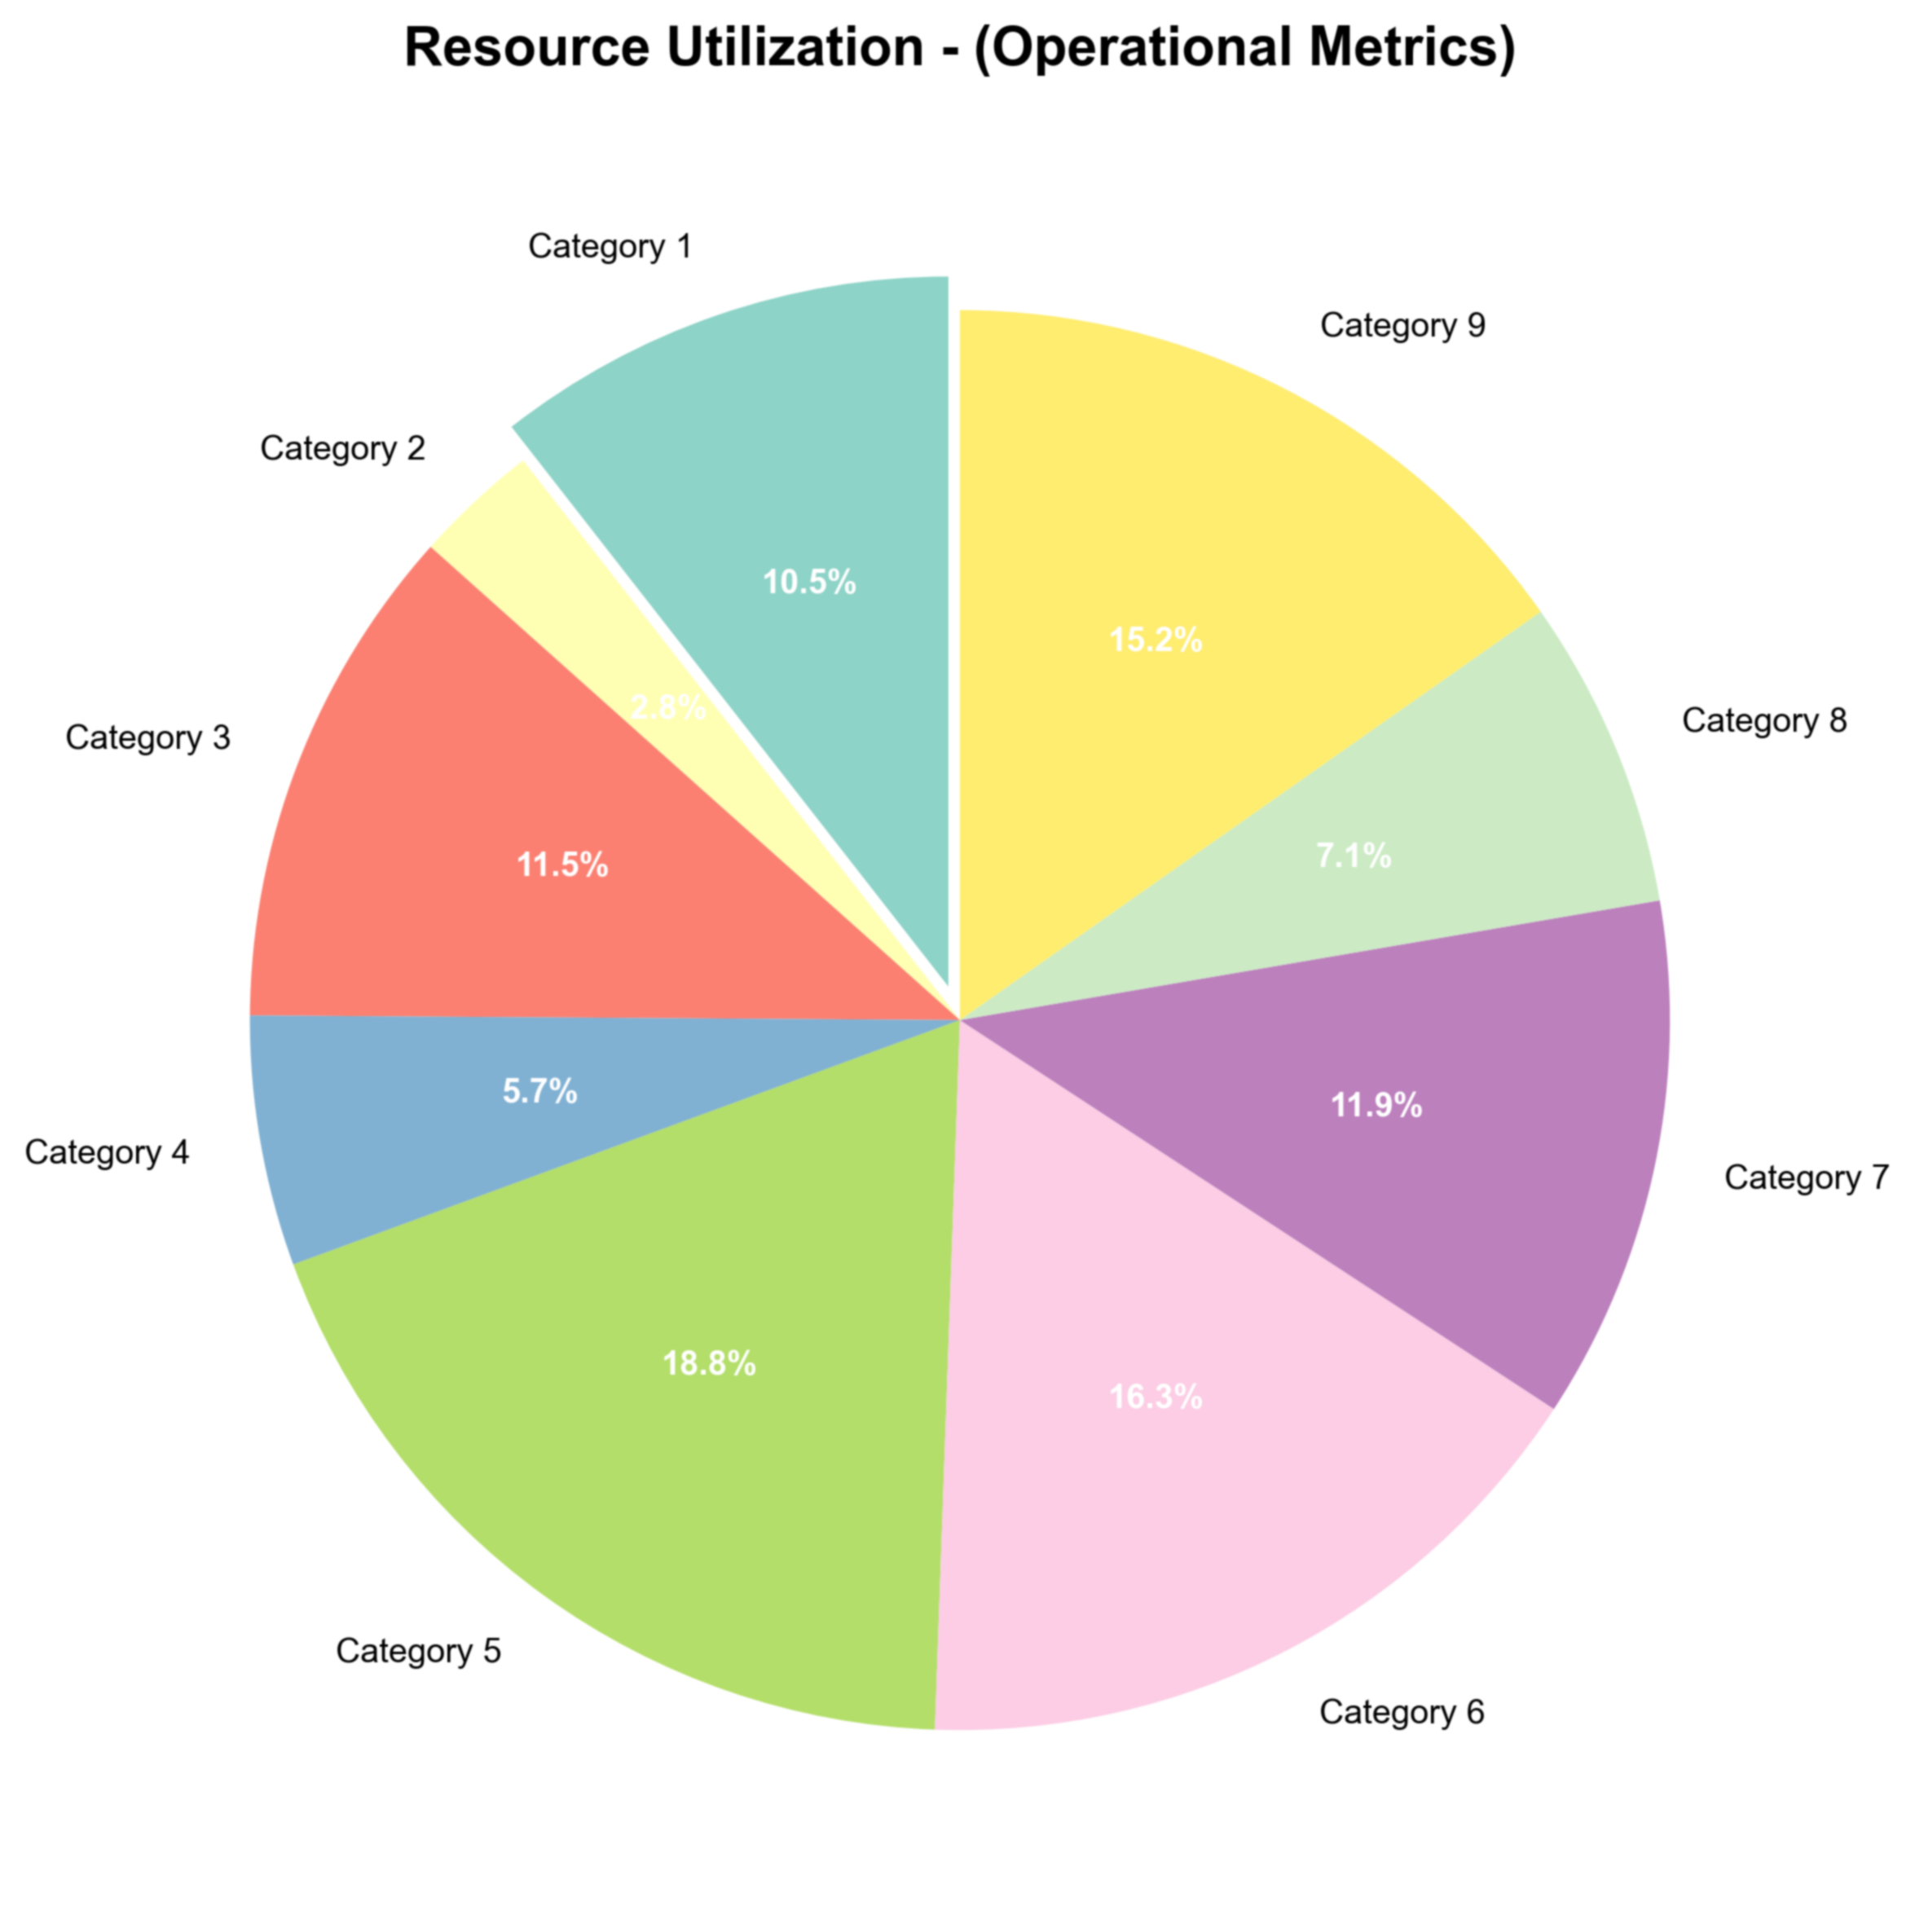 Resource Utilization - (Operational Metrics)
Category 1
Category 9
Category 2
10.5%
15.2%
2.8%
Category 3
Category 8
11.5%
7.1%
5.7%
11.9%
Category 4
Category 7
18.8%
16.3%
Category 5
Category 6